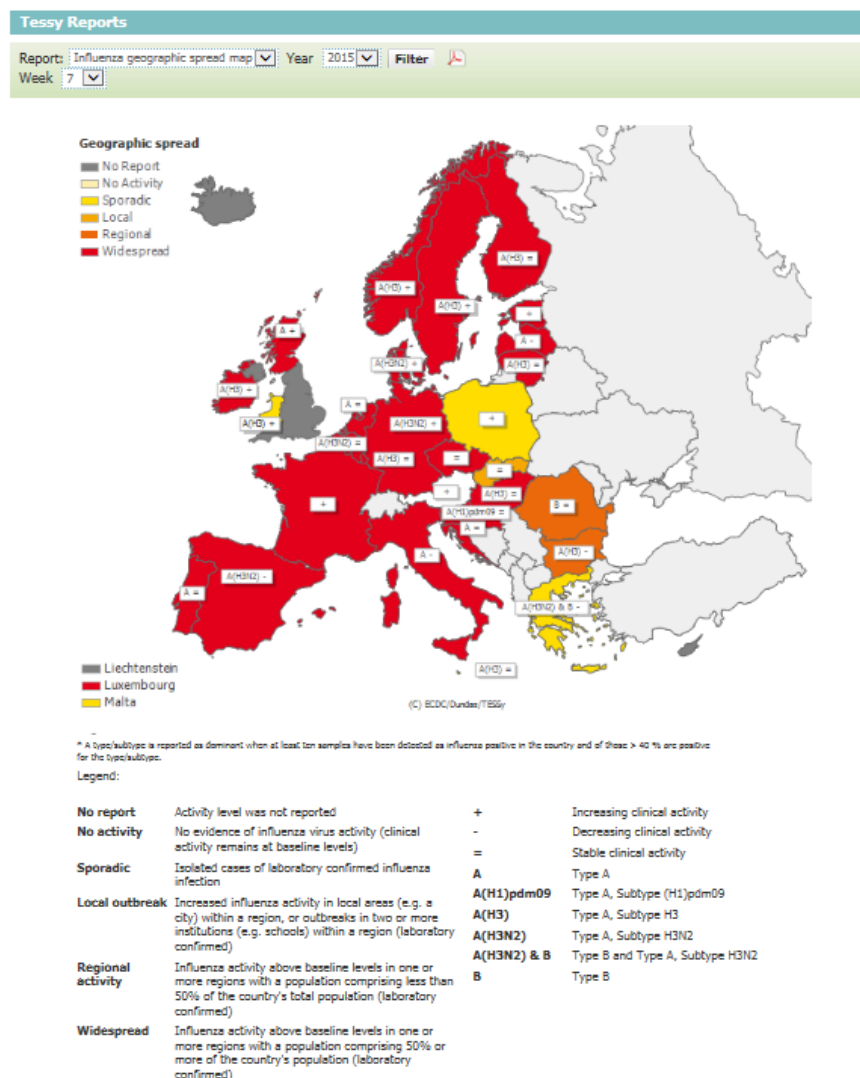 Tessy Reports
Report: Influenza geographic spread map Year 2015 Filter
Week 7
Geographic spread
No Report
No Activity
Sporadic
Local
Regional
Widespread
A(H3) =
A(H3) +
A(H3) +
+
A +
A -
A(H3N2) +
A(H3) =
A(H3) +
A =
A(H3) +
A(H3N2) +
+
A(H3N2) =
A(H3) =
=
=
+
A(H3) =
+
A(H1)pdm09 =
B =
A =
A -
A(H3) -
A(H3N2) -
A =
A(H3N2) & B -
A(H3) =
Liechtenstein
Luxembourg
Malta
(C) ECDC/Dundas/TESSy
* A type/subtype is reported as dominant when at least ten samples have been detected as influenza positive in the country and of these > 40 % are positive
for the type/subtype.
Legend:
No report Activity level was not reported
No activity No evidence of influenza virus activity (clinical
activity remains at baseline levels)
Sporadic Isolated cases of laboratory confirmed influenza
infection
Local outbreak Increased influenza activity in local areas (e.g. a
city) within a region, or outbreaks in two or more
institutions (e.g. schools) within a region (laboratory
confirmed)
Regional activity Influenza activity above baseline levels in one or
more regions with a population comprising less than
50% of the country's total population (laboratory
confirmed)
Widespread Influenza activity above baseline levels in one or
more regions with a population comprising 50% or
more of the country's population (laboratory
confirmed)
+ Increasing clinical activity
- Decreasing clinical activity
= Stable clinical activity
A Type A
A(H1)pdm09 Type A, Subtype (H1)pdm09
A(H3) Type A, Subtype H3
A(H3N2) Type A, Subtype H3N2
A(H3N2) & B Type B and Type A, Subtype H3N2
B Type B